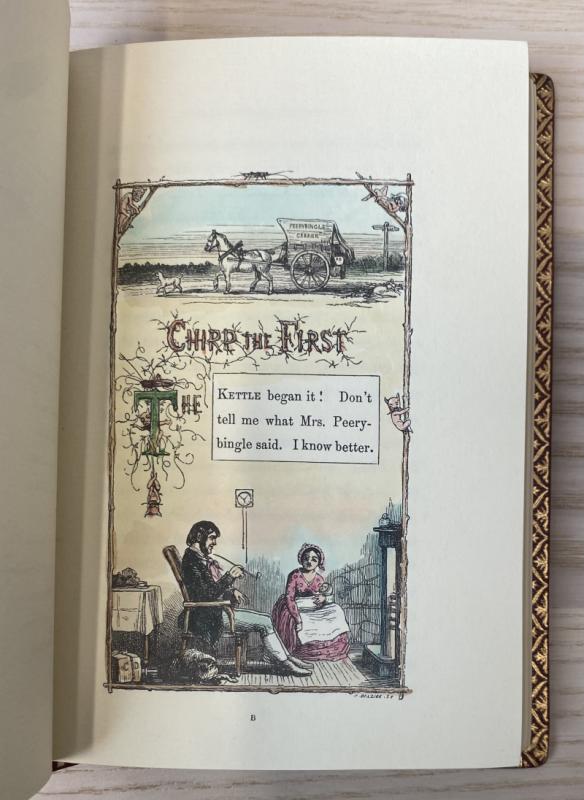 PEERYBINGLE
CARRIER
CHIRP THE FIRST
THE
KETTLE began it! Don't
tell me what Mrs. Peery-
bingle said. I know better.
B